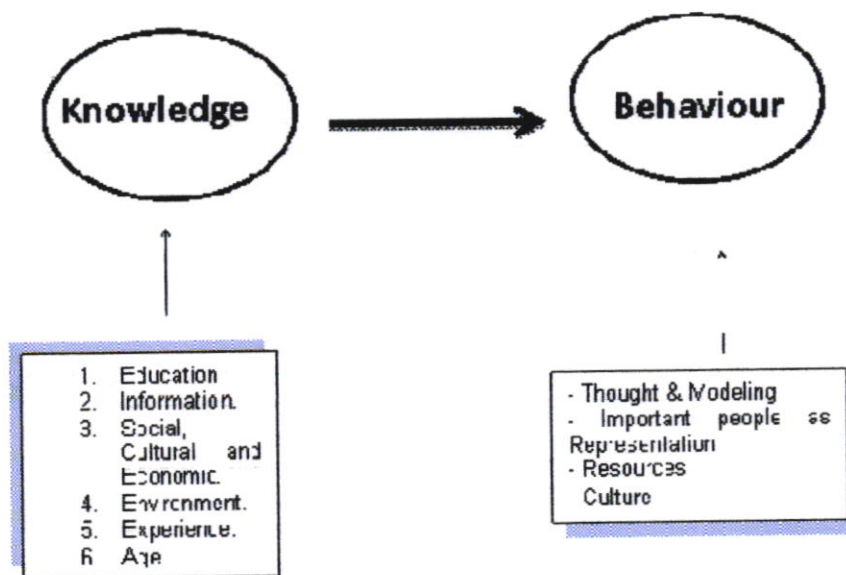 Knowledge
Behaviour
1. Education
2. Information.
3. Social,
Cultural and
Economic.
4. Environment.
5. Experience.
6 Age
- Thought & Modeling
- Important people as
Representation
- Resources
Culture